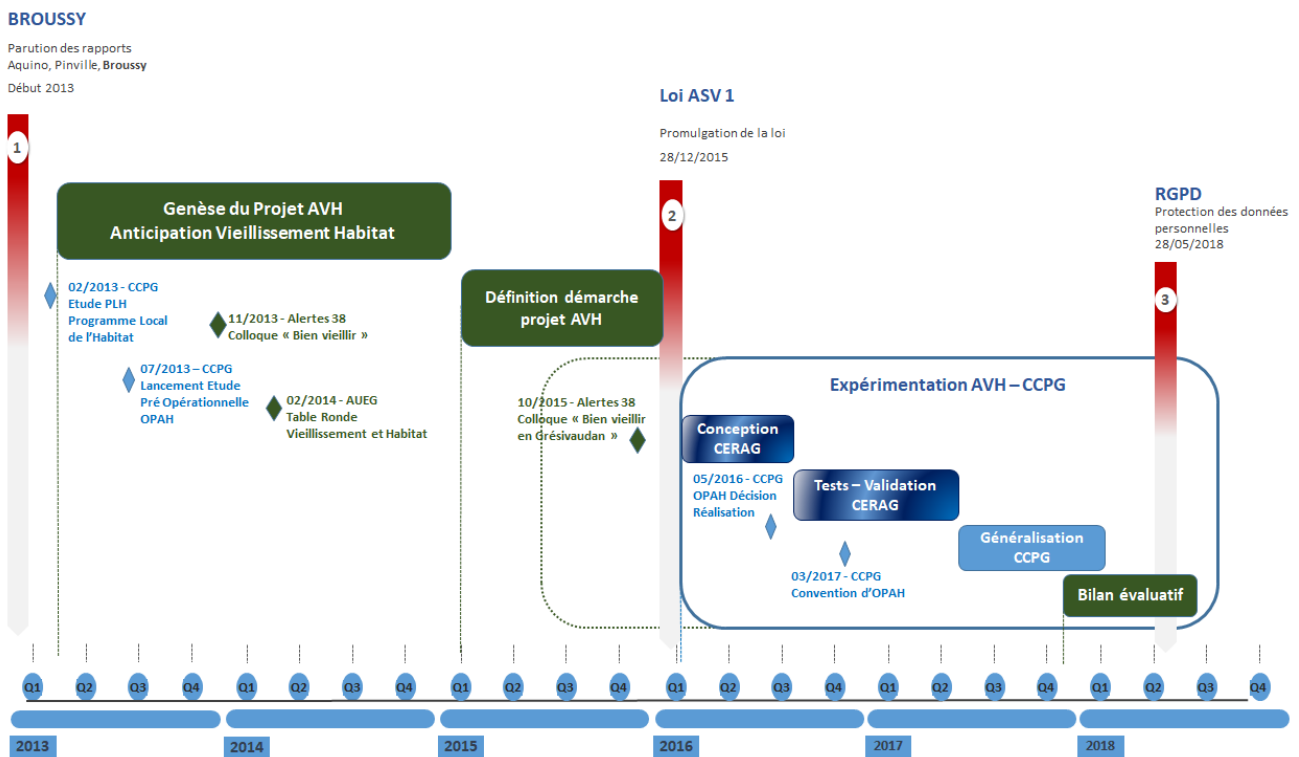 BROUSSY
Parution des rapports
Aquino, Pinville, Broussy
Début 2013
1
Loi ASV 1
Promulgation de la loi
28/12/2015
2
RGPD
Protection des données
personnelles
28/05/2018
3
Genèse du Projet AVH
Anticipation Vieillissement Habitat
02/2013 - CCPG
Etude PLH
Programme Local
de l'Habitat
11/2013 - Alertes 38
Colloque « Bien vieillir »
07/2013 – CCPG
Lancement Etude
Pré Opérationnelle
OPAH
02/2014 - AUEG
Table Ronde
Vieillissement et Habitat
Définition démarche
projet AVH
10/2015 - Alertes 38
Colloque « Bien vieillir
en Grésivaudan »
Expérimentation AVH – CCPG
Conception
CERAG
05/2016 - CCPG
OPAH Décision
Réalisation
Tests – Validation
CERAG
03/2017 - CCPG
Convention d'OPAH
Généralisation
CCPG
Bilan évaluatif
Q1 Q2 Q3 Q4 Q1 Q2 Q3 Q4 Q1 Q2 Q3 Q4 Q1 Q2 Q3 Q4 Q1 Q2 Q3 Q4 Q1 Q2 Q3 Q4
2013 2014 2015 2016 2017 2018